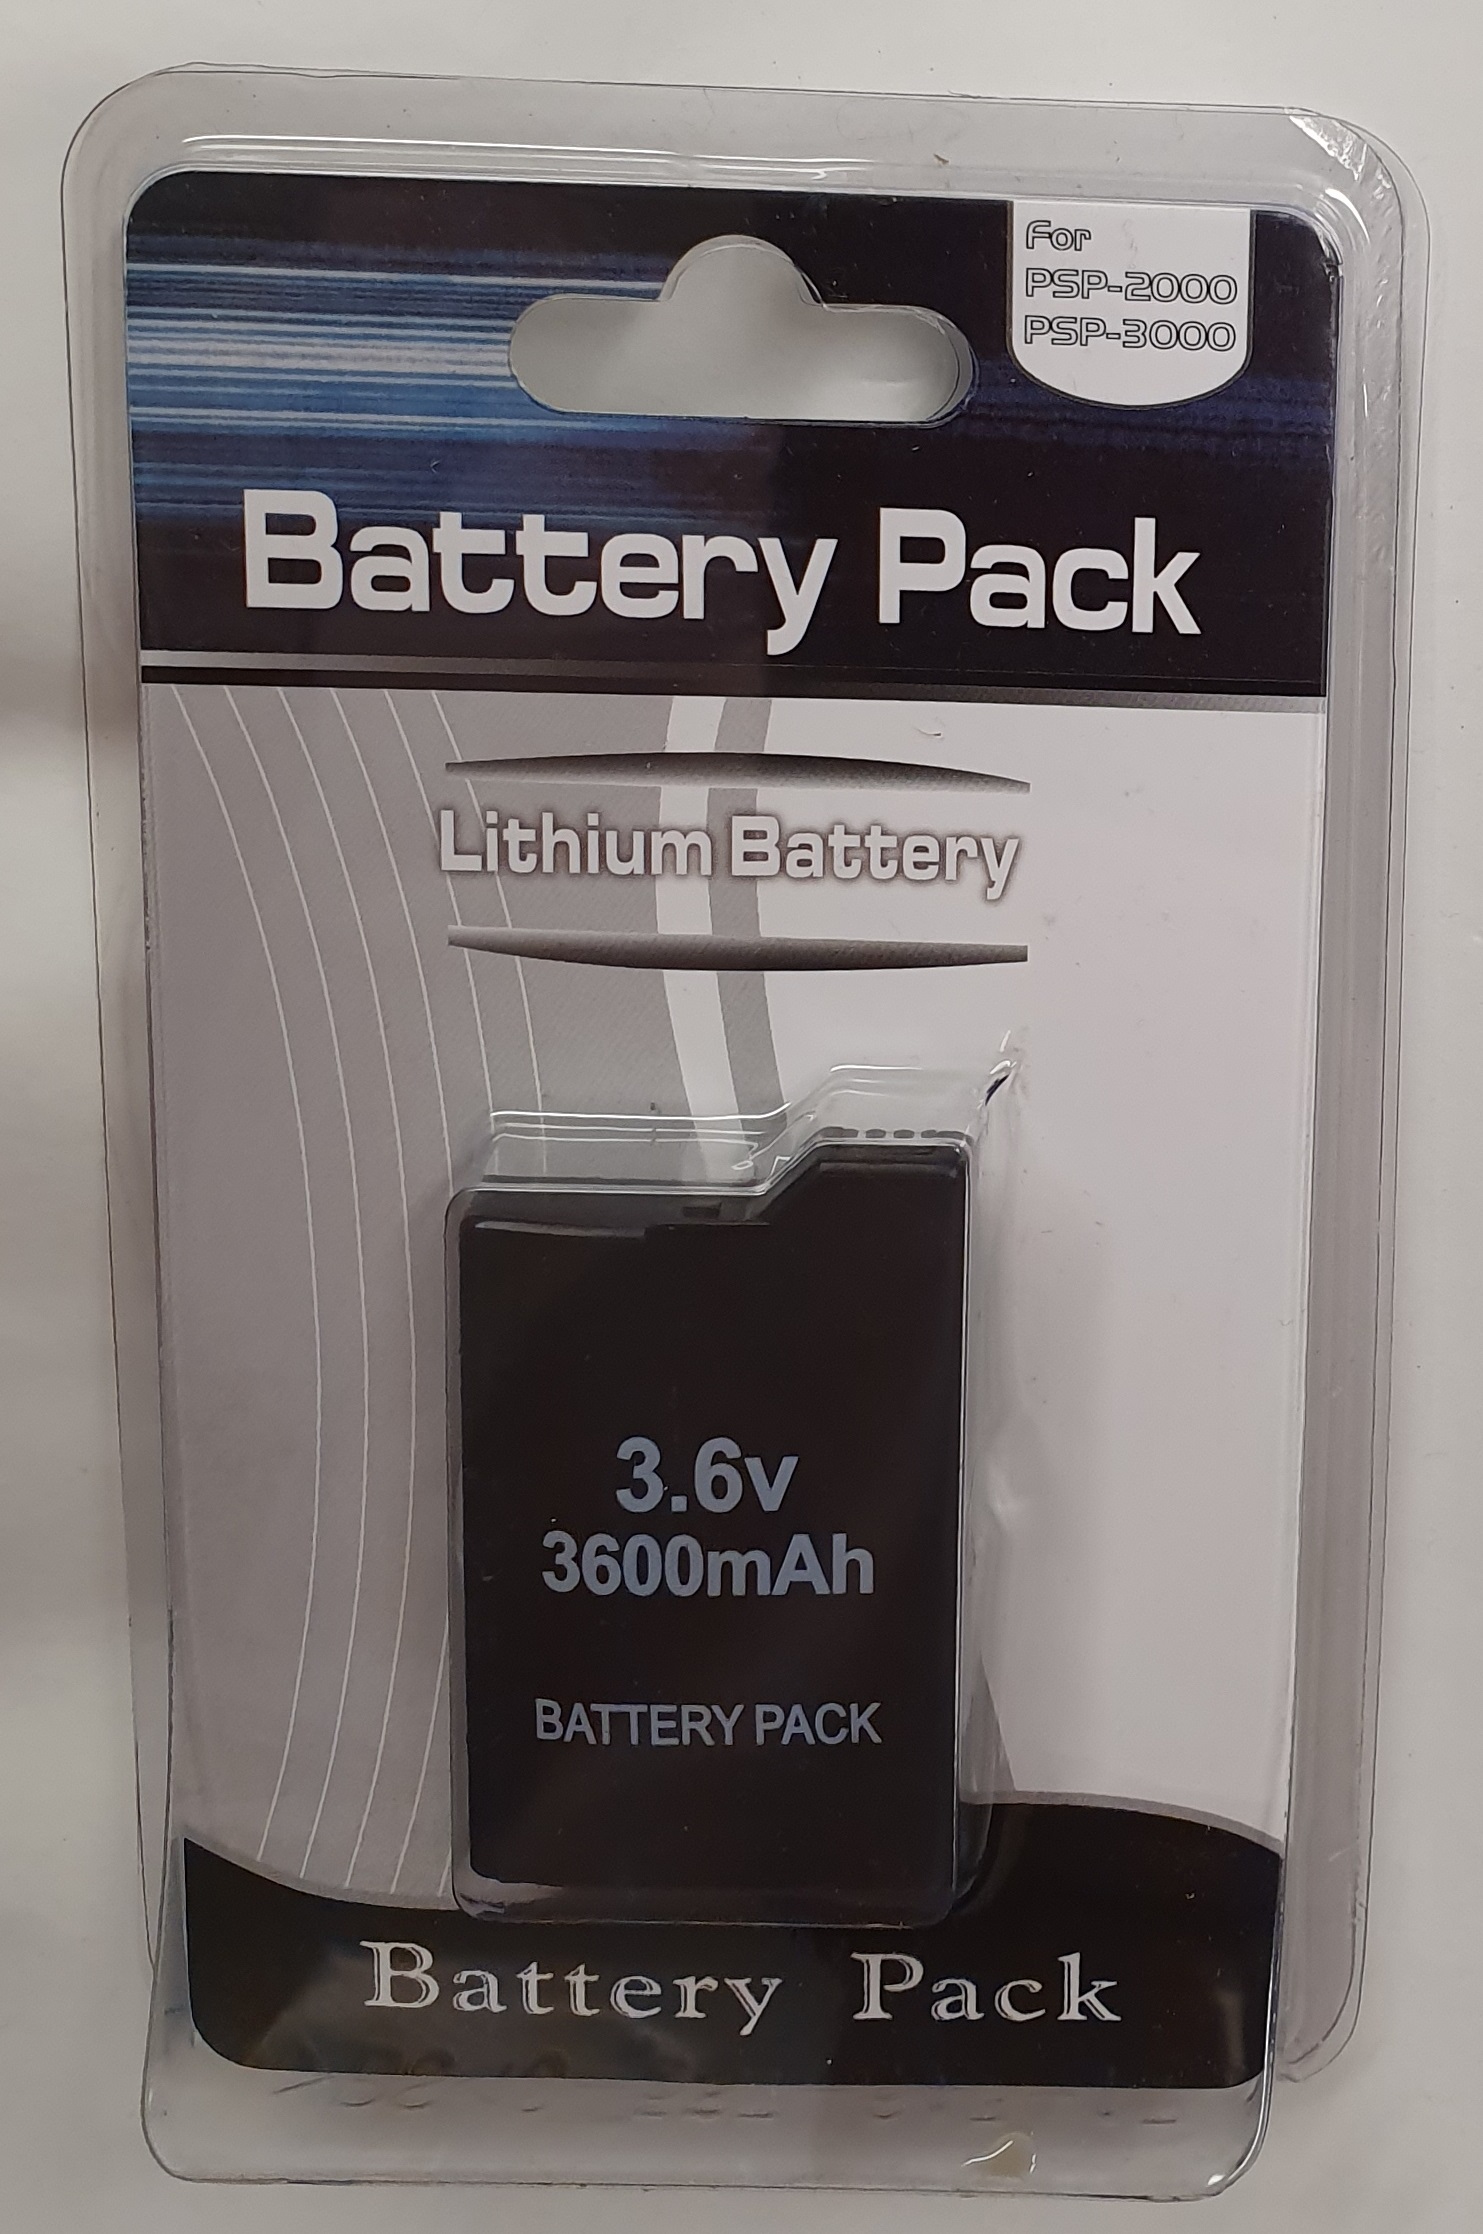 For
PSP-2000
PSP-3000
Battery Pack
Lithium Battery
3.6v
3600mAh
BATTERY PACK
Battery Pack